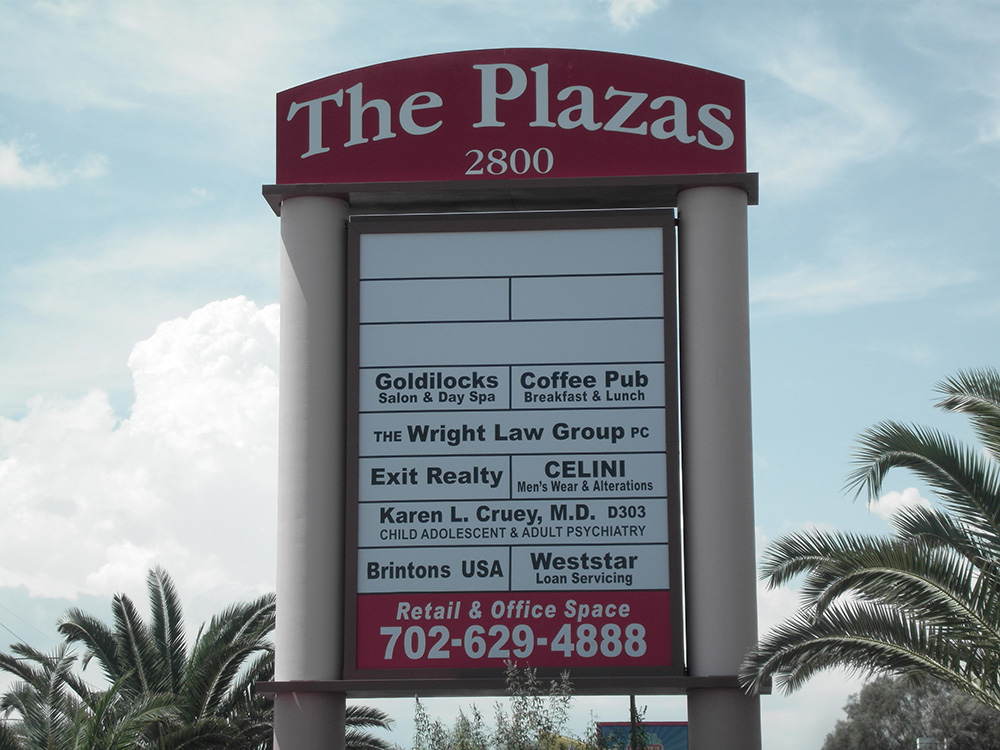 The Plazas
2800
Goldilocks
Salon & Day Spa
Coffee Pub
Breakfast & Lunch
THE Wright Law Group PC
Exit Realty
CELINI
Men's Wear & Alterations
Karen L. Cruey, M.D. D303
CHILD ADOLESCENT & ADULT PSYCHIATRY
Brintons USA
Weststar
Loan Servicing
Retail & Office Space
702-629-4888